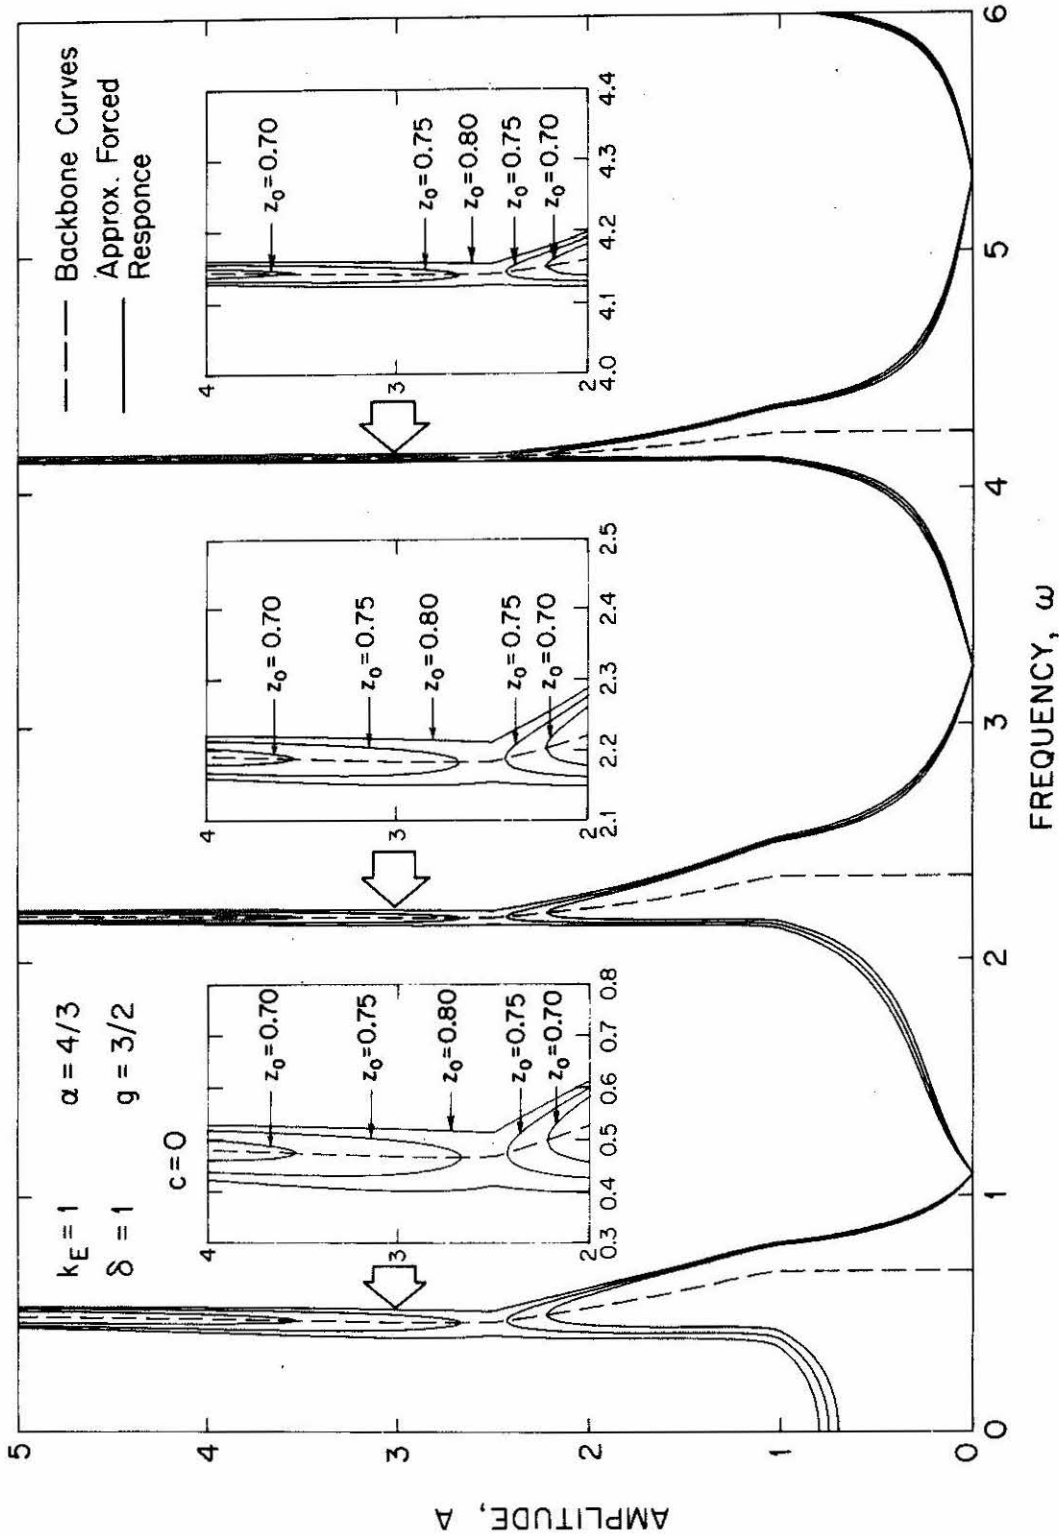 k_E = 1 α = 4/3
δ = 1 g = 3/2
c = 0
--- Backbone Curves
— Approx. Forced
Responce
AMPLITUDE, A
5
4
3
2
1
0
4
3
2
0.3 0.4 0.5 0.6 0.7 0.8
z₀=0.70
z₀=0.75
z₀=0.80
z₀=0.75
z₀=0.70
4
3
2
2.1 2.2 2.3 2.4 2.5
z₀=0.70
z₀=0.75
z₀=0.80
z₀=0.75
z₀=0.70
4
3
2
4.0 4.1 4.2 4.3 4.4
z₀=0.70
z₀=0.75
z₀=0.80
z₀=0.75
z₀=0.70
0 1 2 3 4 5 6
FREQUENCY, ω